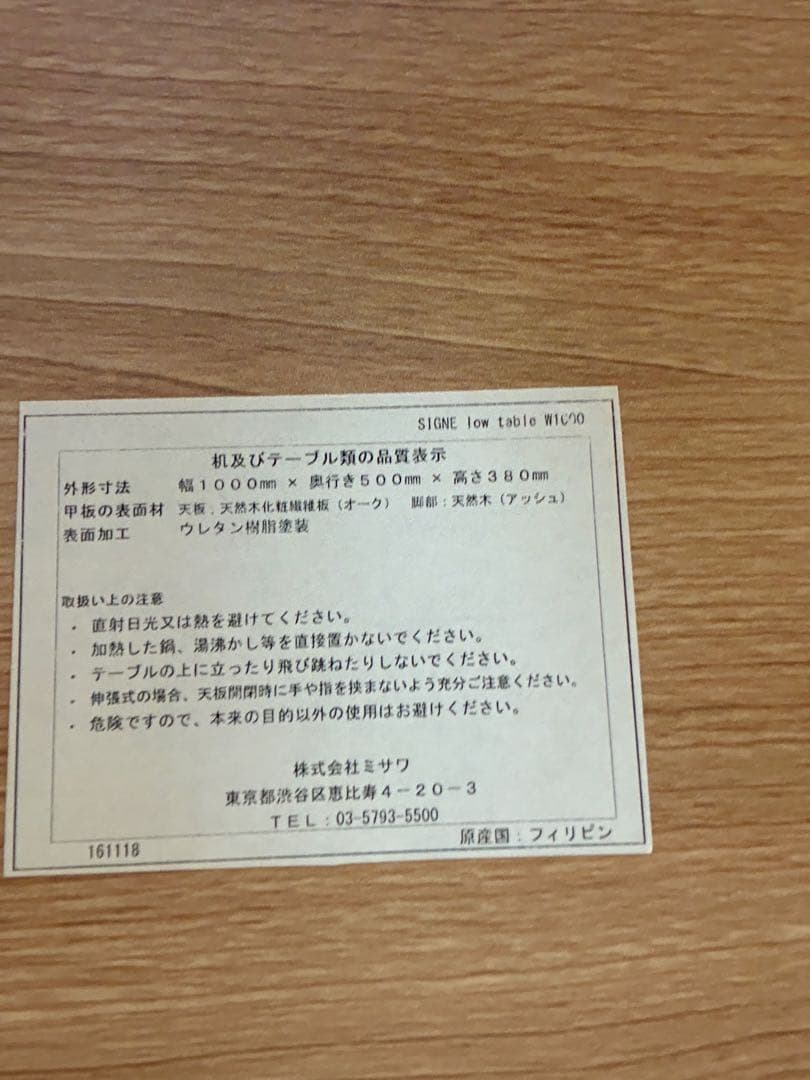 SIGNE low table W1000
机及びテーブル類の品質表示
外形寸法 幅1000mm × 奥行き500mm × 高さ380mm
甲板の表面材 天板:天然木化粧繊維板(オーク) 脚部:天然木(アッシュ)
表面加工 ウレタン樹脂塗装
取扱い上の注意
・ 直射日光又は熱を避けてください。
・ 加熱した鍋、湯沸かし等を直接置かないでください。
・ テーブルの上に立ったり飛び跳ねたりしないでください。
・ 伸張式の場合、天板開閉時に手や指を挟まないよう充分ご注意ください。
・ 危険ですので、本来の目的以外の使用はお避けください。
株式会社ミサワ
東京都渋谷区恵比寿4-20-3
TEL:03-5793-5500
161118 原産国:フィリピン